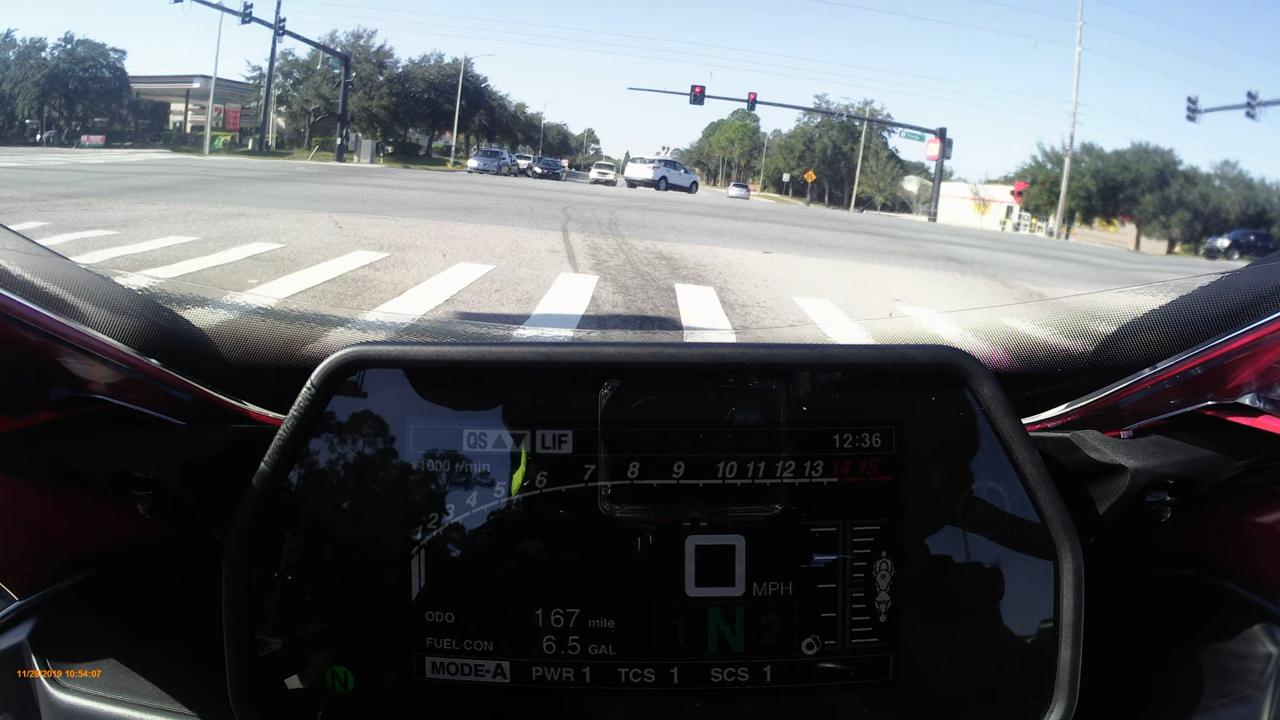 QS LIF 12:36
1000 r/min
2 3 4 5 6 7 8 9 10 11 12 13 14 15
0 MPH
ODO 167 mile
1 N 2
FUEL CON 6.5 GAL
MODE-A PWR 1 TCS 1 SCS 1
N
11/28/2019 10:54:07